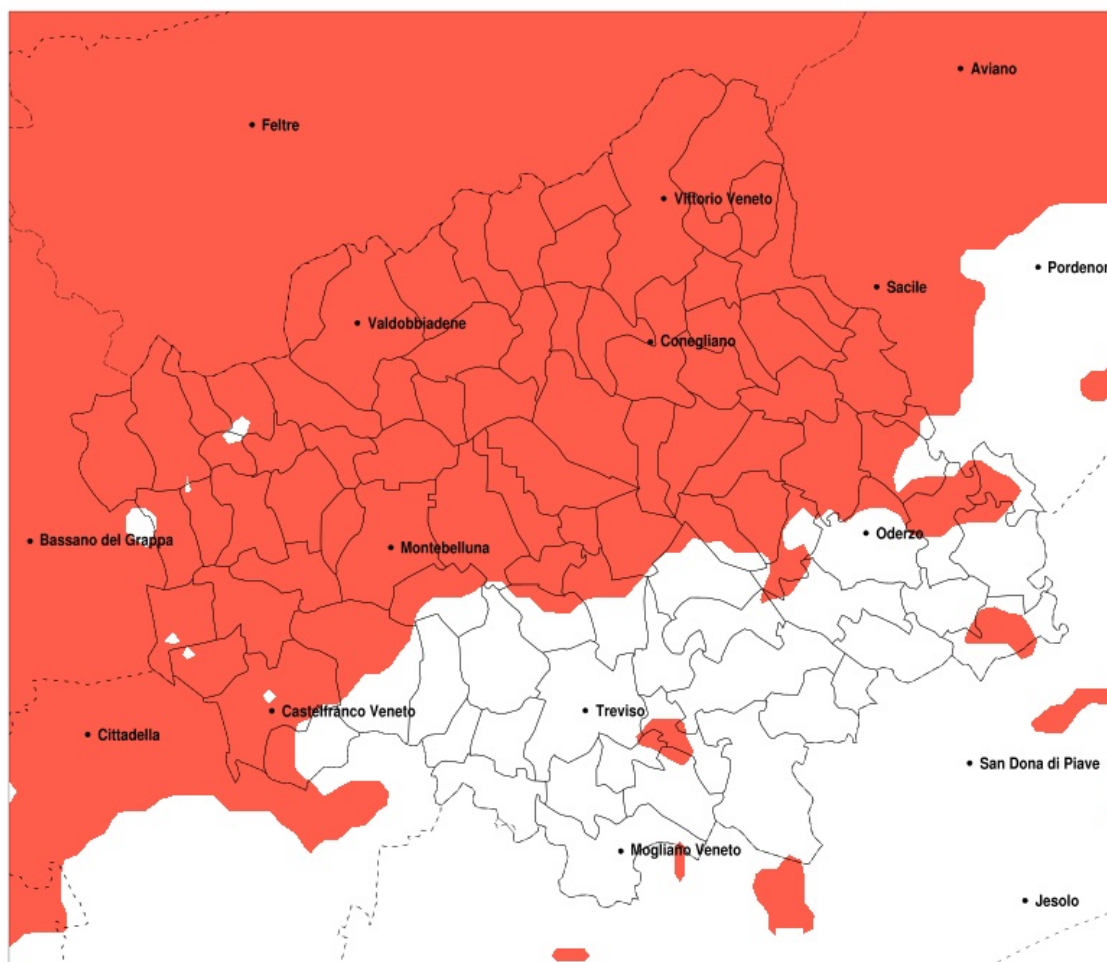 Aviano
Feltre
Vittorio Veneto
Pordenon
Sacile
Valdobbiadene
Conegliano
Oderzo
Bassano del Grappa
Montebelluna
Castelfranco Veneto
Treviso
Cittadella
San Dona di Piave
Mogliano Veneto
Jesolo